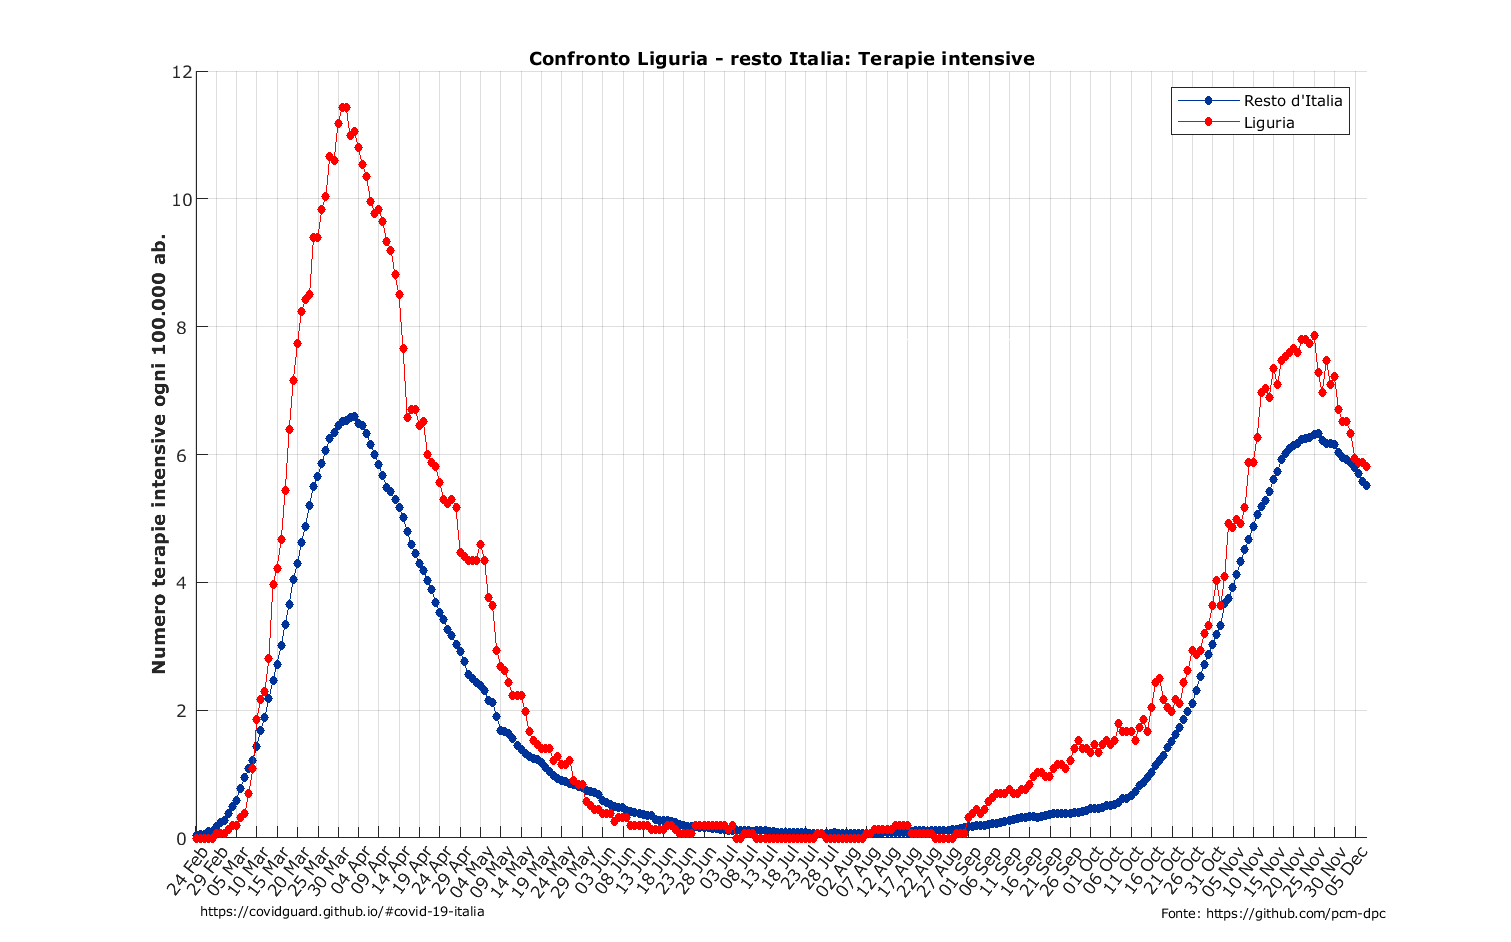 Confronto Liguria - resto Italia: Terapie intensive
Resto d'Italia
Liguria
Numero terapie intensive ogni 100.000 ab.
12
10
8
6
4
2
0
24 Feb
29 Feb
05 Mar
10 Mar
15 Mar
20 Mar
25 Mar
30 Mar
04 Apr
09 Apr
14 Apr
19 Apr
24 Apr
29 Apr
04 May
09 May
14 May
19 May
24 May
29 May
03 Jun
08 Jun
13 Jun
18 Jun
23 Jun
28 Jun
03 Jul
08 Jul
13 Jul
18 Jul
23 Jul
28 Jul
02 Aug
07 Aug
12 Aug
17 Aug
22 Aug
27 Aug
01 Sep
06 Sep
11 Sep
16 Sep
21 Sep
26 Sep
01 Oct
06 Oct
11 Oct
16 Oct
21 Oct
26 Oct
31 Oct
05 Nov
10 Nov
15 Nov
20 Nov
25 Nov
30 Nov
05 Dec
https://covidguard.github.io/#covid-19-italia
Fonte: https://github.com/pcm-dpc